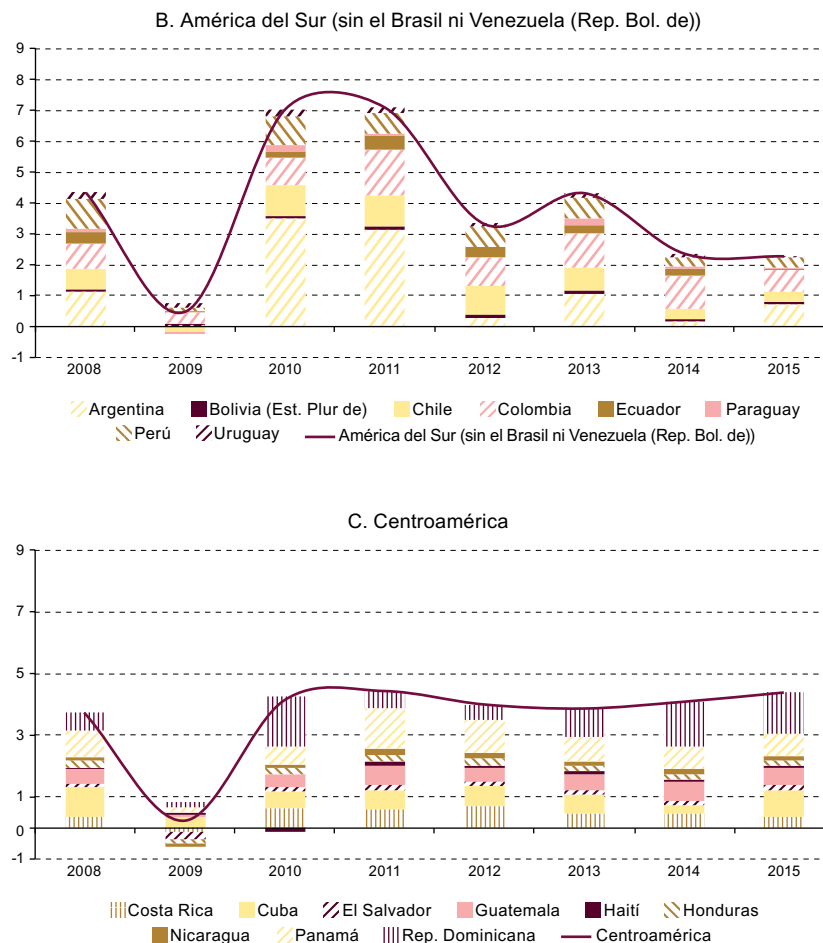 B. América del Sur (sin el Brasil ni Venezuela (Rep. Bol. de))
9
8
7
6
5
4
3
2
1
0
-1
2008 2009 2010 2011 2012 2013 2014 2015
Argentina Bolivia (Est. Plur de) Chile Colombia Ecuador Paraguay
Perú Uruguay América del Sur (sin el Brasil ni Venezuela (Rep. Bol. de))
C. Centroamérica
9
7
5
3
1
0
-1
2008 2009 2010 2011 2012 2013 2014 2015
Costa Rica Cuba El Salvador Guatemala Haití Honduras
Nicaragua Panamá Rep. Dominicana Centroamérica